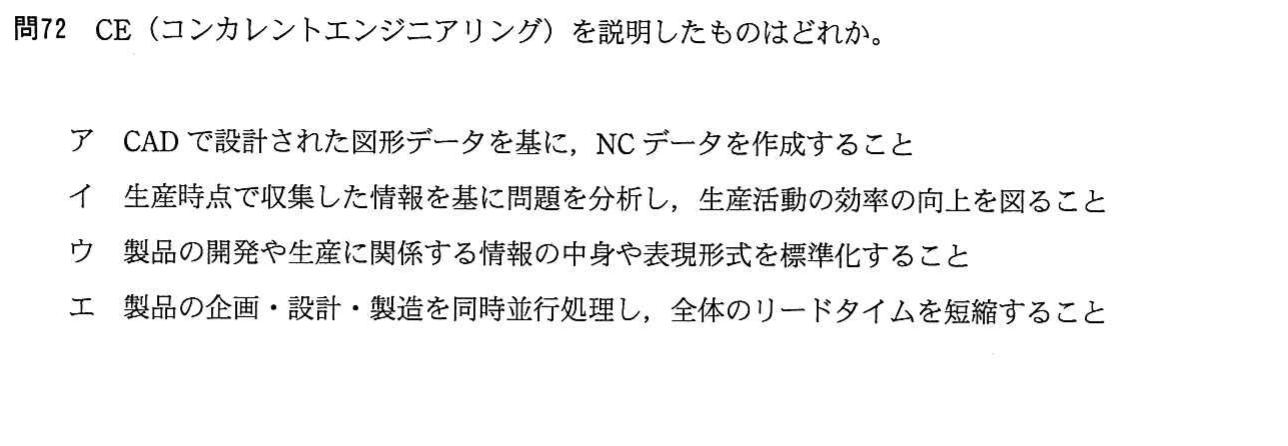 問72 CE（コンカレントエンジニアリング）を説明したものはどれか。
ア CAD で設計された図形データを基に，NC データを作成すること
イ 生産時点で収集した情報を基に問題を分析し，生産活動の効率の向上を図ること
ウ 製品の開発や生産に関係する情報の中身や表現形式を標準化すること
エ 製品の企画・設計・製造を同時並行処理し，全体のリードタイムを短縮すること